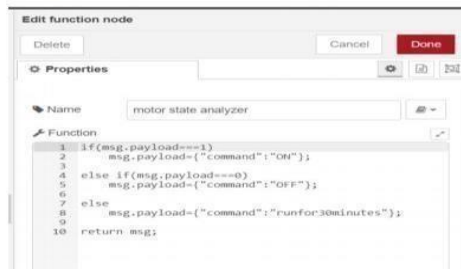 Edit function node
Delete Cancel Done
Properties
Name motor state analyzer
Function
1 if(msg.payload===1)
2 msg.payload={"command":"ON"};
3
4 else if(msg.payload===0)
5 msg.payload={"command":"OFF"};
6
7 else
8 msg.payload={"command":"runfor30minutes"};
9
10 return msg;